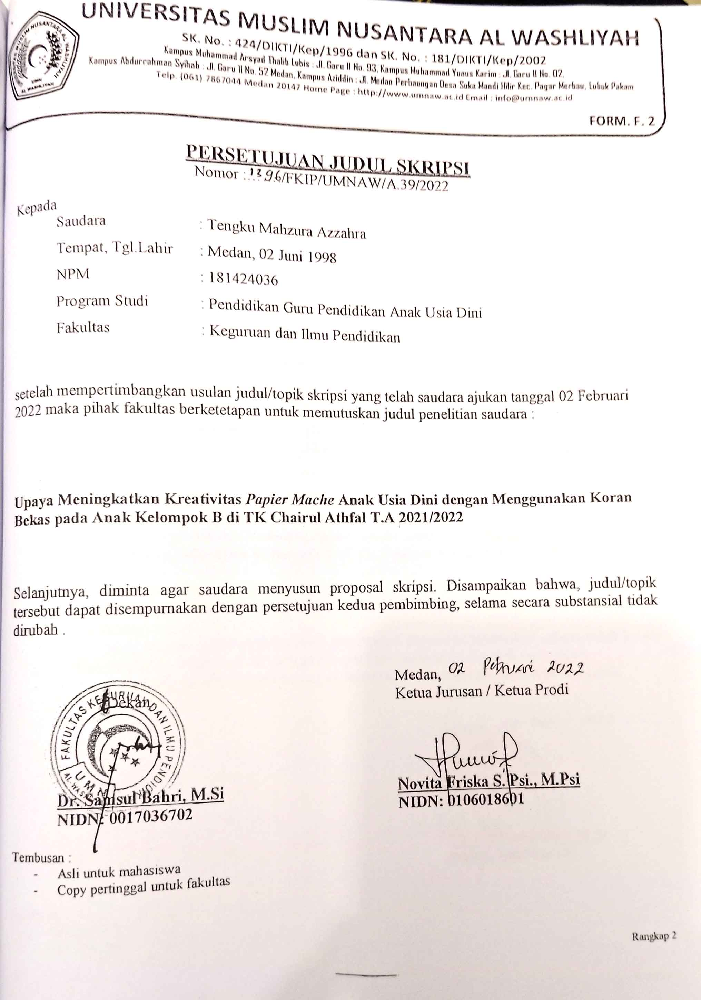 UNIVERSITAS MUSLIM NUSANTARA AL WASHLIYAH
SK. No. : 424/DIKTI/Kep/1996 dan SK. No. : 181/DIKTI/Kep/2002
Kampus Muhammad Arsyad Thalib Lubis : Jl. Garu II No. 93, Kampus Muhammad Yunus Karim : Jl. Garu II No. 02,
Kampus Abdurrahman Syihab : Jl. Garu II No. 52 Medan, Kampus Aziddin : Jl. Medan Perbaungan Desa Suka Mandi Hilir Kec. Pagar Merbau, Lubuk Pakam
Telp. (061) 7867044 Medan 20147 Home Page : http://www.umnaw.ac.id Email : info@umnaw.ac.id
UMN
AL WASHLIYAH
FORM. F. 2
PERSETUJUAN JUDUL SKRIPSI
Nomor : 1396/FKIP/UMNAW/A.39/2022
Kepada
Saudara : Tengku Mahzura Azzahra
Tempat, Tgl.Lahir : Medan, 02 Juni 1998
NPM : 181424036
Program Studi : Pendidikan Guru Pendidikan Anak Usia Dini
Fakultas : Keguruan dan Ilmu Pendidikan
setelah mempertimbangkan usulan judul/topik skripsi yang telah saudara ajukan tanggal 02 Februari
2022 maka pihak fakultas berketetapan untuk memutuskan judul penelitian saudara :
Upaya Meningkatkan Kreativitas Papier Mache Anak Usia Dini dengan Menggunakan Koran
Bekas pada Anak Kelompok B di TK Chairul Athfal T.A 2021/2022
Selanjutnya, diminta agar saudara menyusun proposal skripsi. Disampaikan bahwa, judul/topik
tersebut dapat disempurnakan dengan persetujuan kedua pembimbing, selama secara substansial tidak
dirubah .
Medan, 02 Februari 2022
Ketua Jurusan / Ketua Prodi
Dekan
FAKULTAS KEGURUAN DAN ILMU PENDIDIKAN
UMN
Novita Friska S. Psi., M.Psi
NIDN: 0106018601
Dr. Samsul Bahri, M.Si
NIDN: 0017036702
Tembusan :
- Asli untuk mahasiswa
- Copy pertinggal untuk fakultas
Rangkap 2